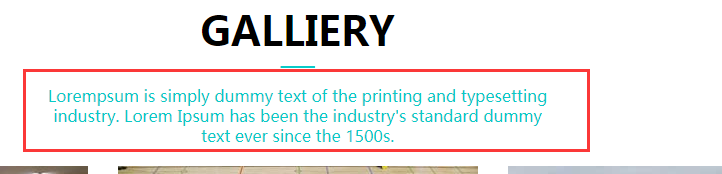 GALLIERY
Lorempsum is simply dummy text of the printing and typesetting
industry. Lorem Ipsum has been the industry's standard dummy
text ever since the 1500s.